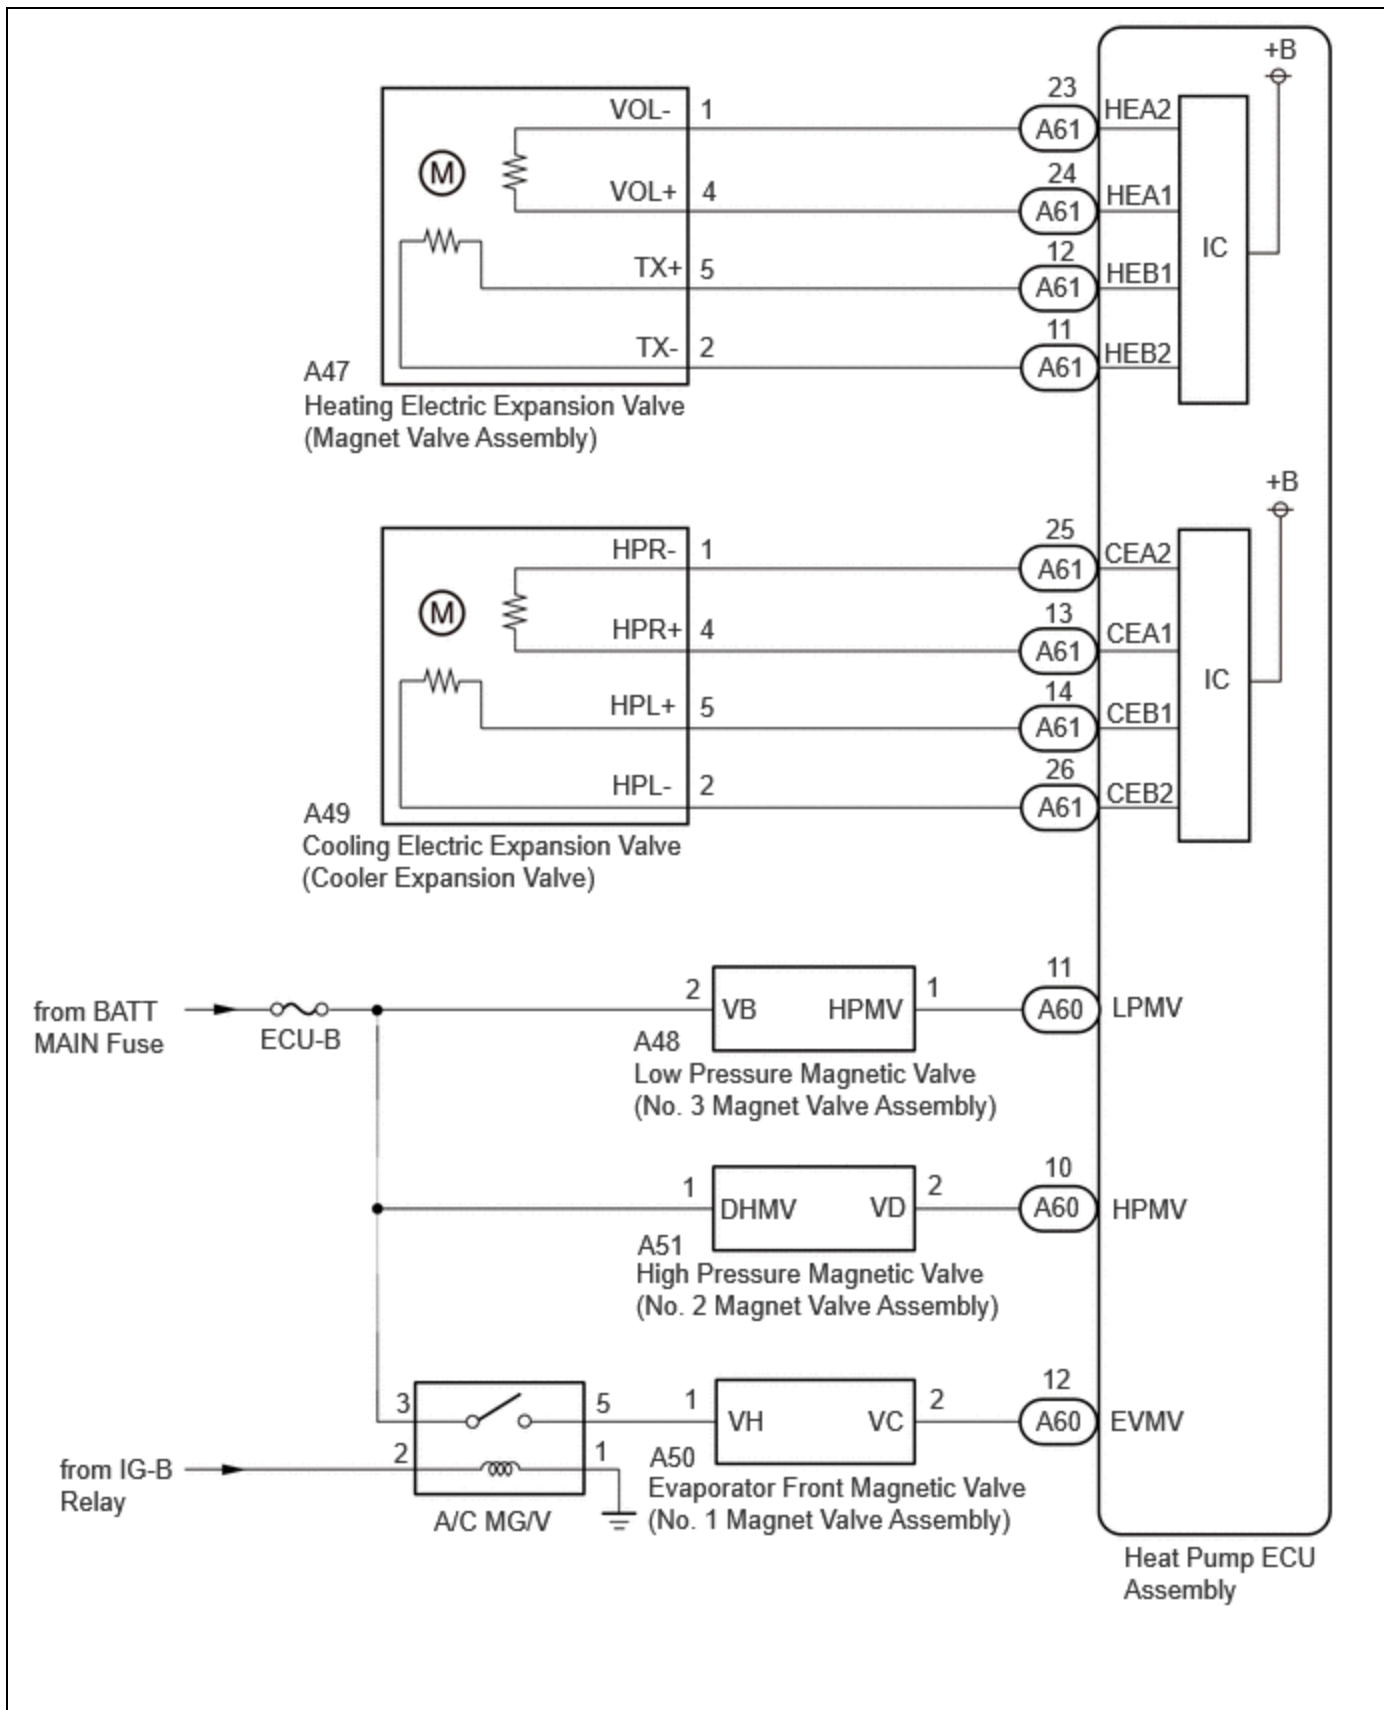 +B
23
VOL- 1
A61
HEA2
M
24
VOL+ 4
A61
HEA1
IC
12
TX+ 5
A61
HEB1
11
TX- 2
A61
HEB2
A47
Heating Electric Expansion Valve
(Magnet Valve Assembly)
+B
25
HPR- 1
A61
CEA2
M
13
HPR+ 4
A61
CEA1
IC
14
HPL+ 5
A61
CEB1
26
HPL- 2
A61
CEB2
A49
Cooling Electric Expansion Valve
(Cooler Expansion Valve)
from BATT
MAIN Fuse
ECU-B
2
VB HPMV
1
11
A60
LPMV
A48
Low Pressure Magnetic Valve
(No. 3 Magnet Valve Assembly)
1
DHMV VD
2
10
A60
HPMV
A51
High Pressure Magnetic Valve
(No. 2 Magnet Valve Assembly)
3
5
1
VH VC
2
12
A60
EVMV
from IG-B
Relay
2
1
A/C MG/V
A50
Evaporator Front Magnetic Valve
(No. 1 Magnet Valve Assembly)
Heat Pump ECU
Assembly